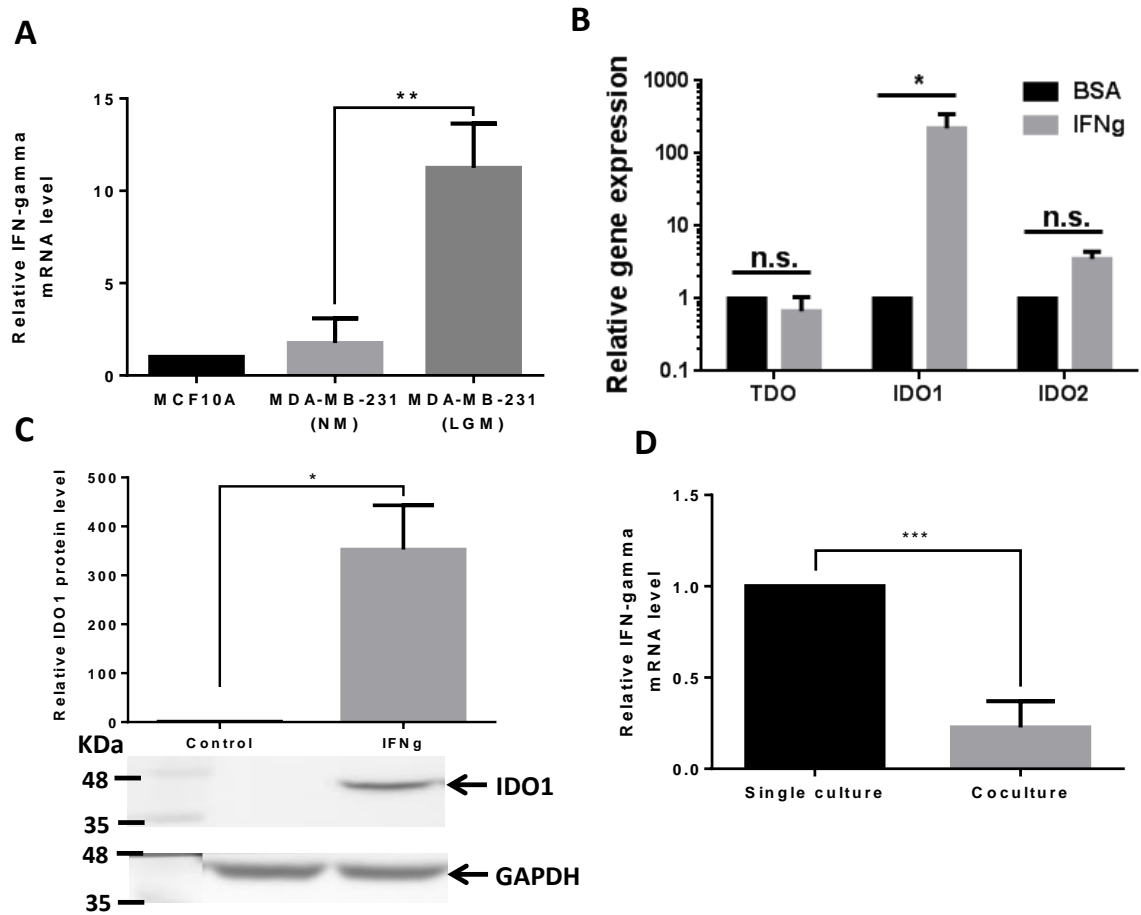 A
Relative IFN-gamma
mRNA level
15
10
5
0
MCF10A
MDA-MB-231
(NM)
MDA-MB-231
(LGM)
**
B
Relative gene expression
1000
100
10
1
0.1
n.s.
*
n.s.
BSA
IFNg
TDO
IDO1
IDO2
C
Relative IDO1 protein level
500
400
300
200
100
0
*
Control
IFNg
KDa
48
35
IDO1
48
35
GAPDH
D
Relative IFN-gamma
mRNA level
1.5
1.0
0.5
0.0
***
Single culture
Coculture